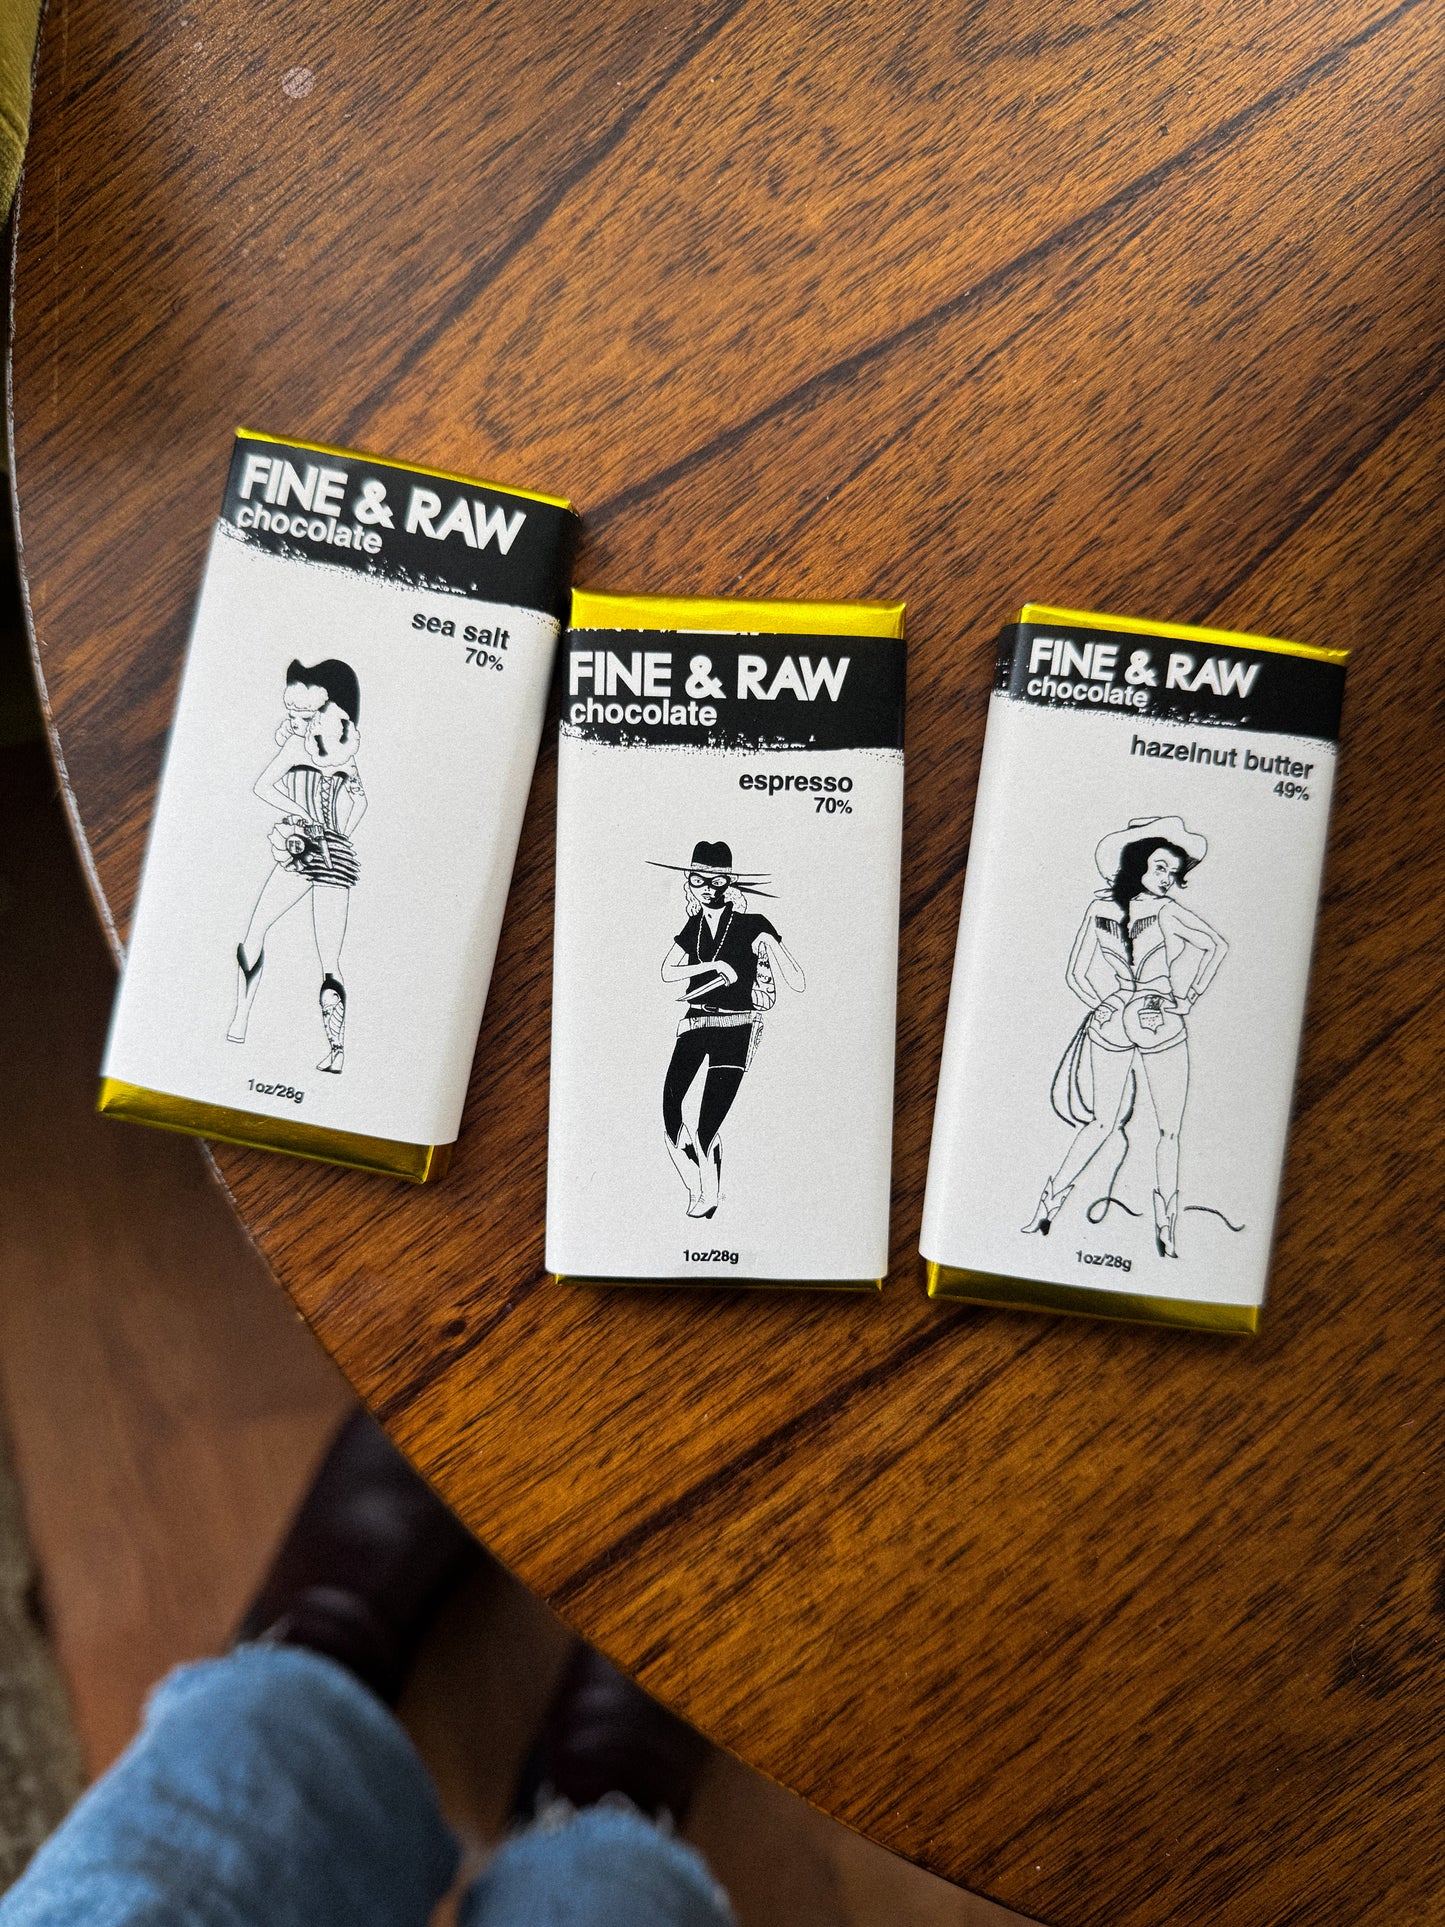 FINE & RAW
chocolate
sea salt
70%
1oz/28g
FINE & RAW
chocolate
espresso
70%
1oz/28g
FINE & RAW
chocolate
hazelnut butter
49%
1oz/28g